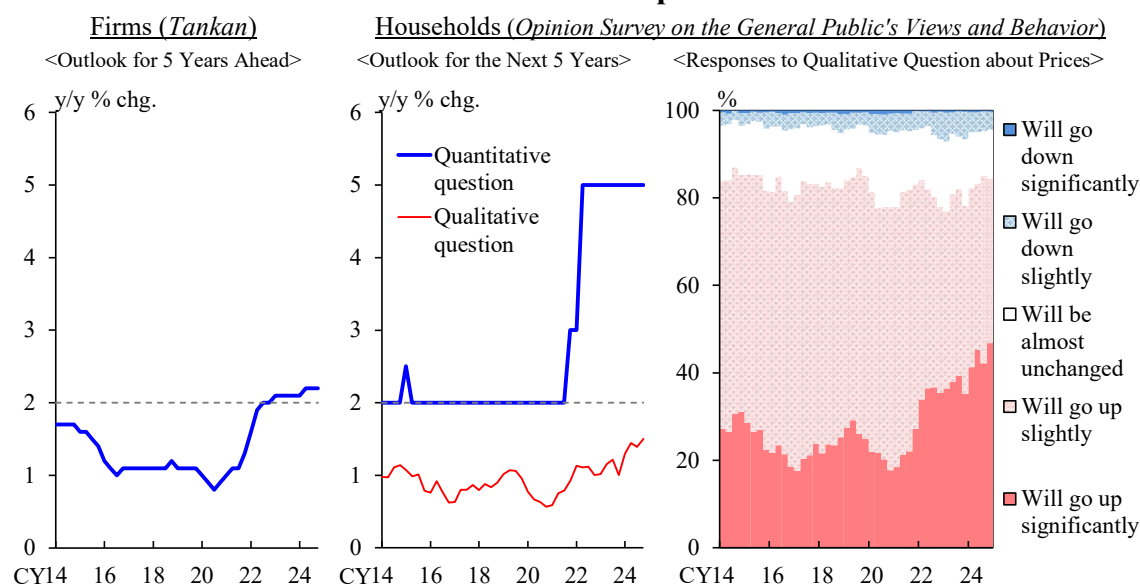 Firms (Tankan)
<Outlook for 5 Years Ahead>
y/y % chg.
6
5
4
3
2
1
0
CY14 16 18 20 22 24
Households (Opinion Survey on the General Public's Views and Behavior)
<Outlook for the Next 5 Years>
y/y % chg.
6
5
4
3
2
1
0
Quantitative
question
Qualitative
question
CY14 16 18 20 22 24
<Responses to Qualitative Question about Prices>
%
100
80
60
40
20
0
CY14 16 18 20 22 24
Will go
down
significantly
Will go
down
slightly
Will be
almost
unchanged
Will go up
slightly
Will go up
significantly